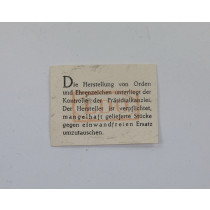 Die Herstellung von Orden
und Ehrenzeichen unterliegt der
Kontrolle der Präsidialkanzlei.
Der Hersteller ist verpflichtet,
mangelhaft gelieferte Stücke
gegen einwandfreien Ersatz
umzutauschen.